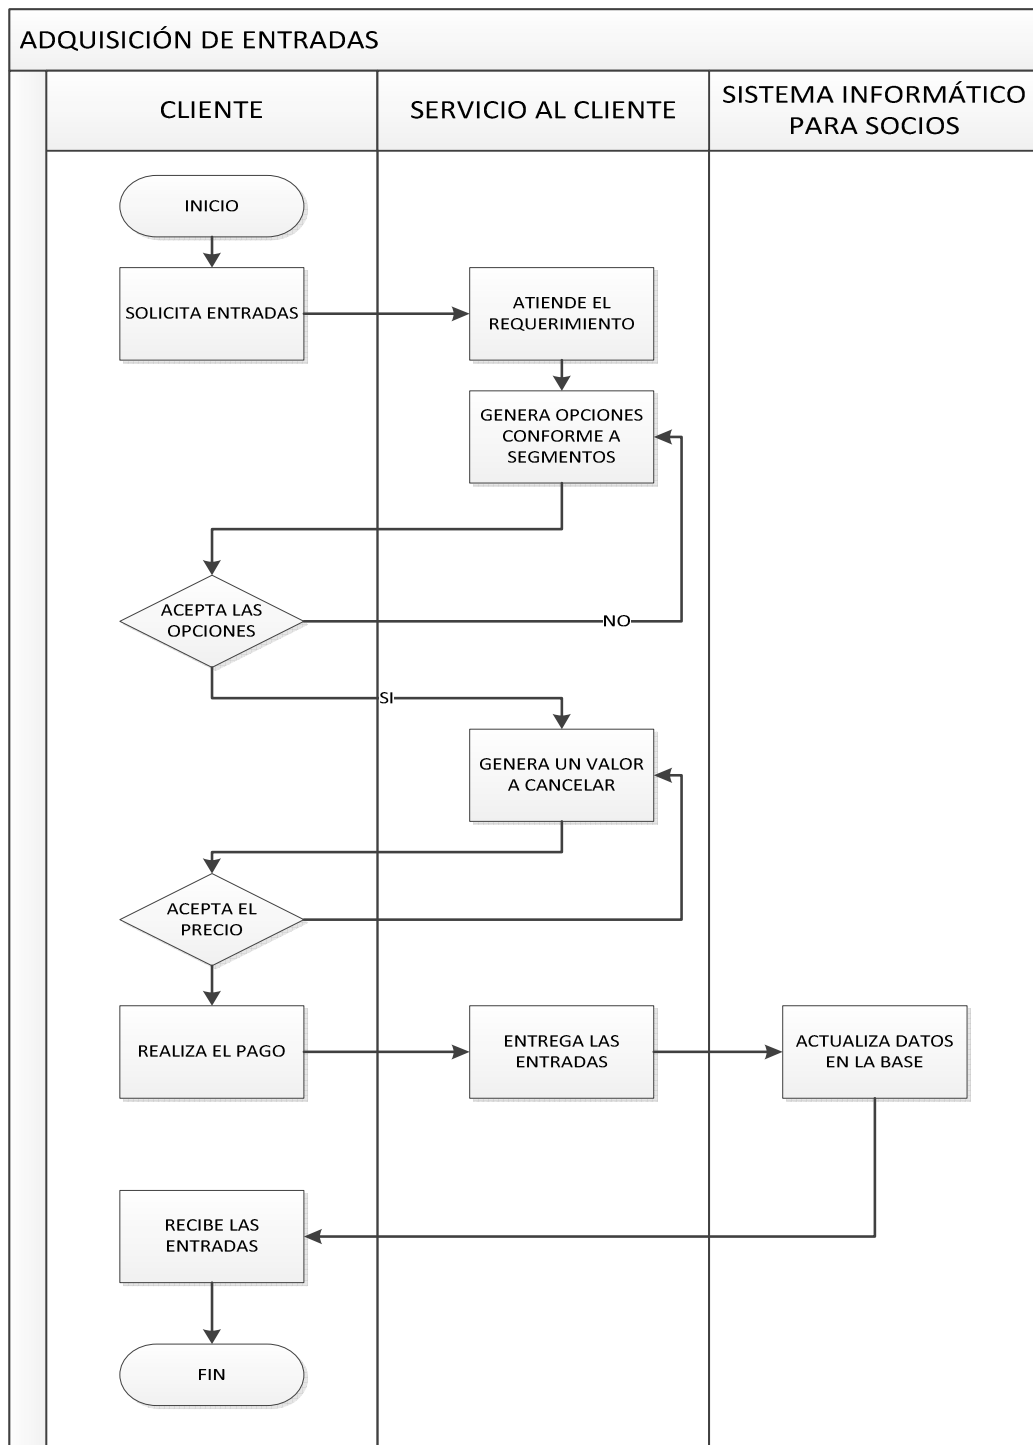 ADQUISICIÓN DE ENTRADAS
CLIENTE
SERVICIO AL CLIENTE
SISTEMA INFORMÁTICO
PARA SOCIOS
INICIO
SOLICITA ENTRADAS
ATIENDE EL
REQUERIMIENTO
GENERA OPCIONES
CONFORME A
SEGMENTOS
ACEPTA LAS
OPCIONES
NO
SI
GENERA UN VALOR
A CANCELAR
ACEPTA EL
PRECIO
REALIZA EL PAGO
ENTREGA LAS
ENTRADAS
ACTUALIZA DATOS
EN LA BASE
RECIBE LAS
ENTRADAS
FIN